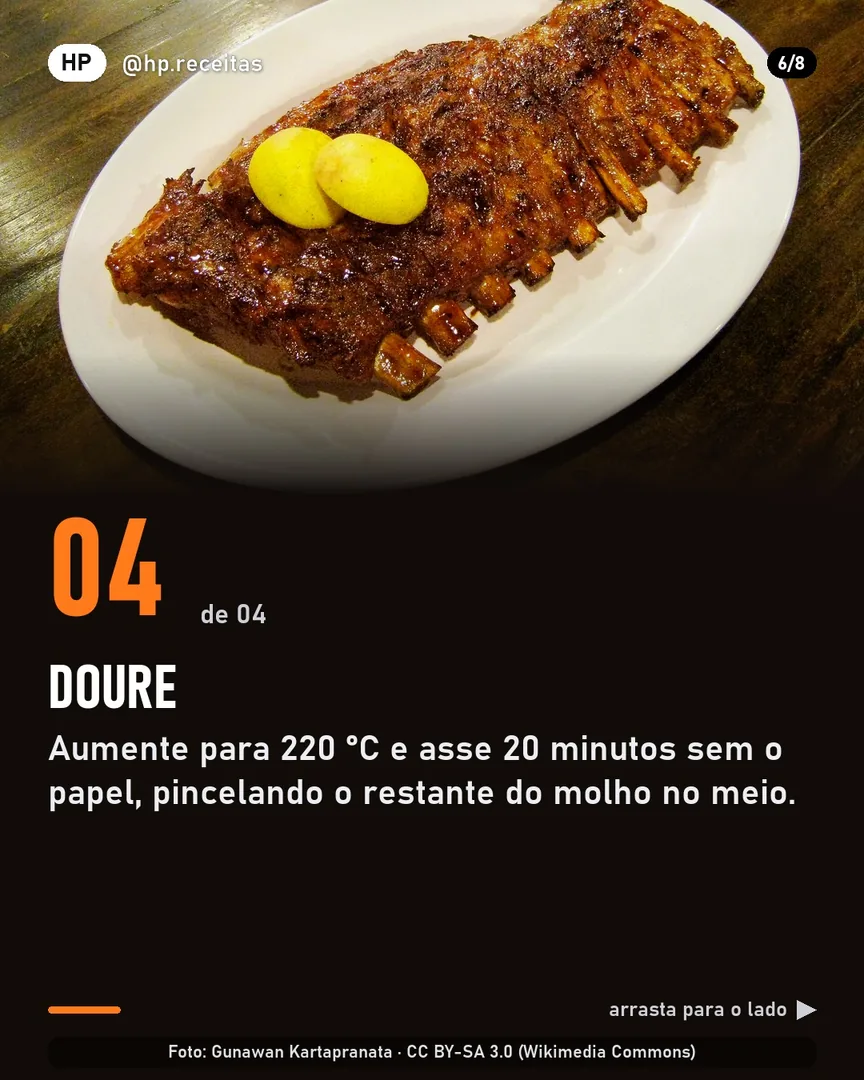 HP @hp.receitas 6/8
04 de 04
DOURE
Aumente para 220 °C e asse 20 minutos sem o
papel, pincelando o restante do molho no meio.
arrasta para o lado ▶
Foto: Gunawan Kartapranata · CC BY-SA 3.0 (Wikimedia Commons)